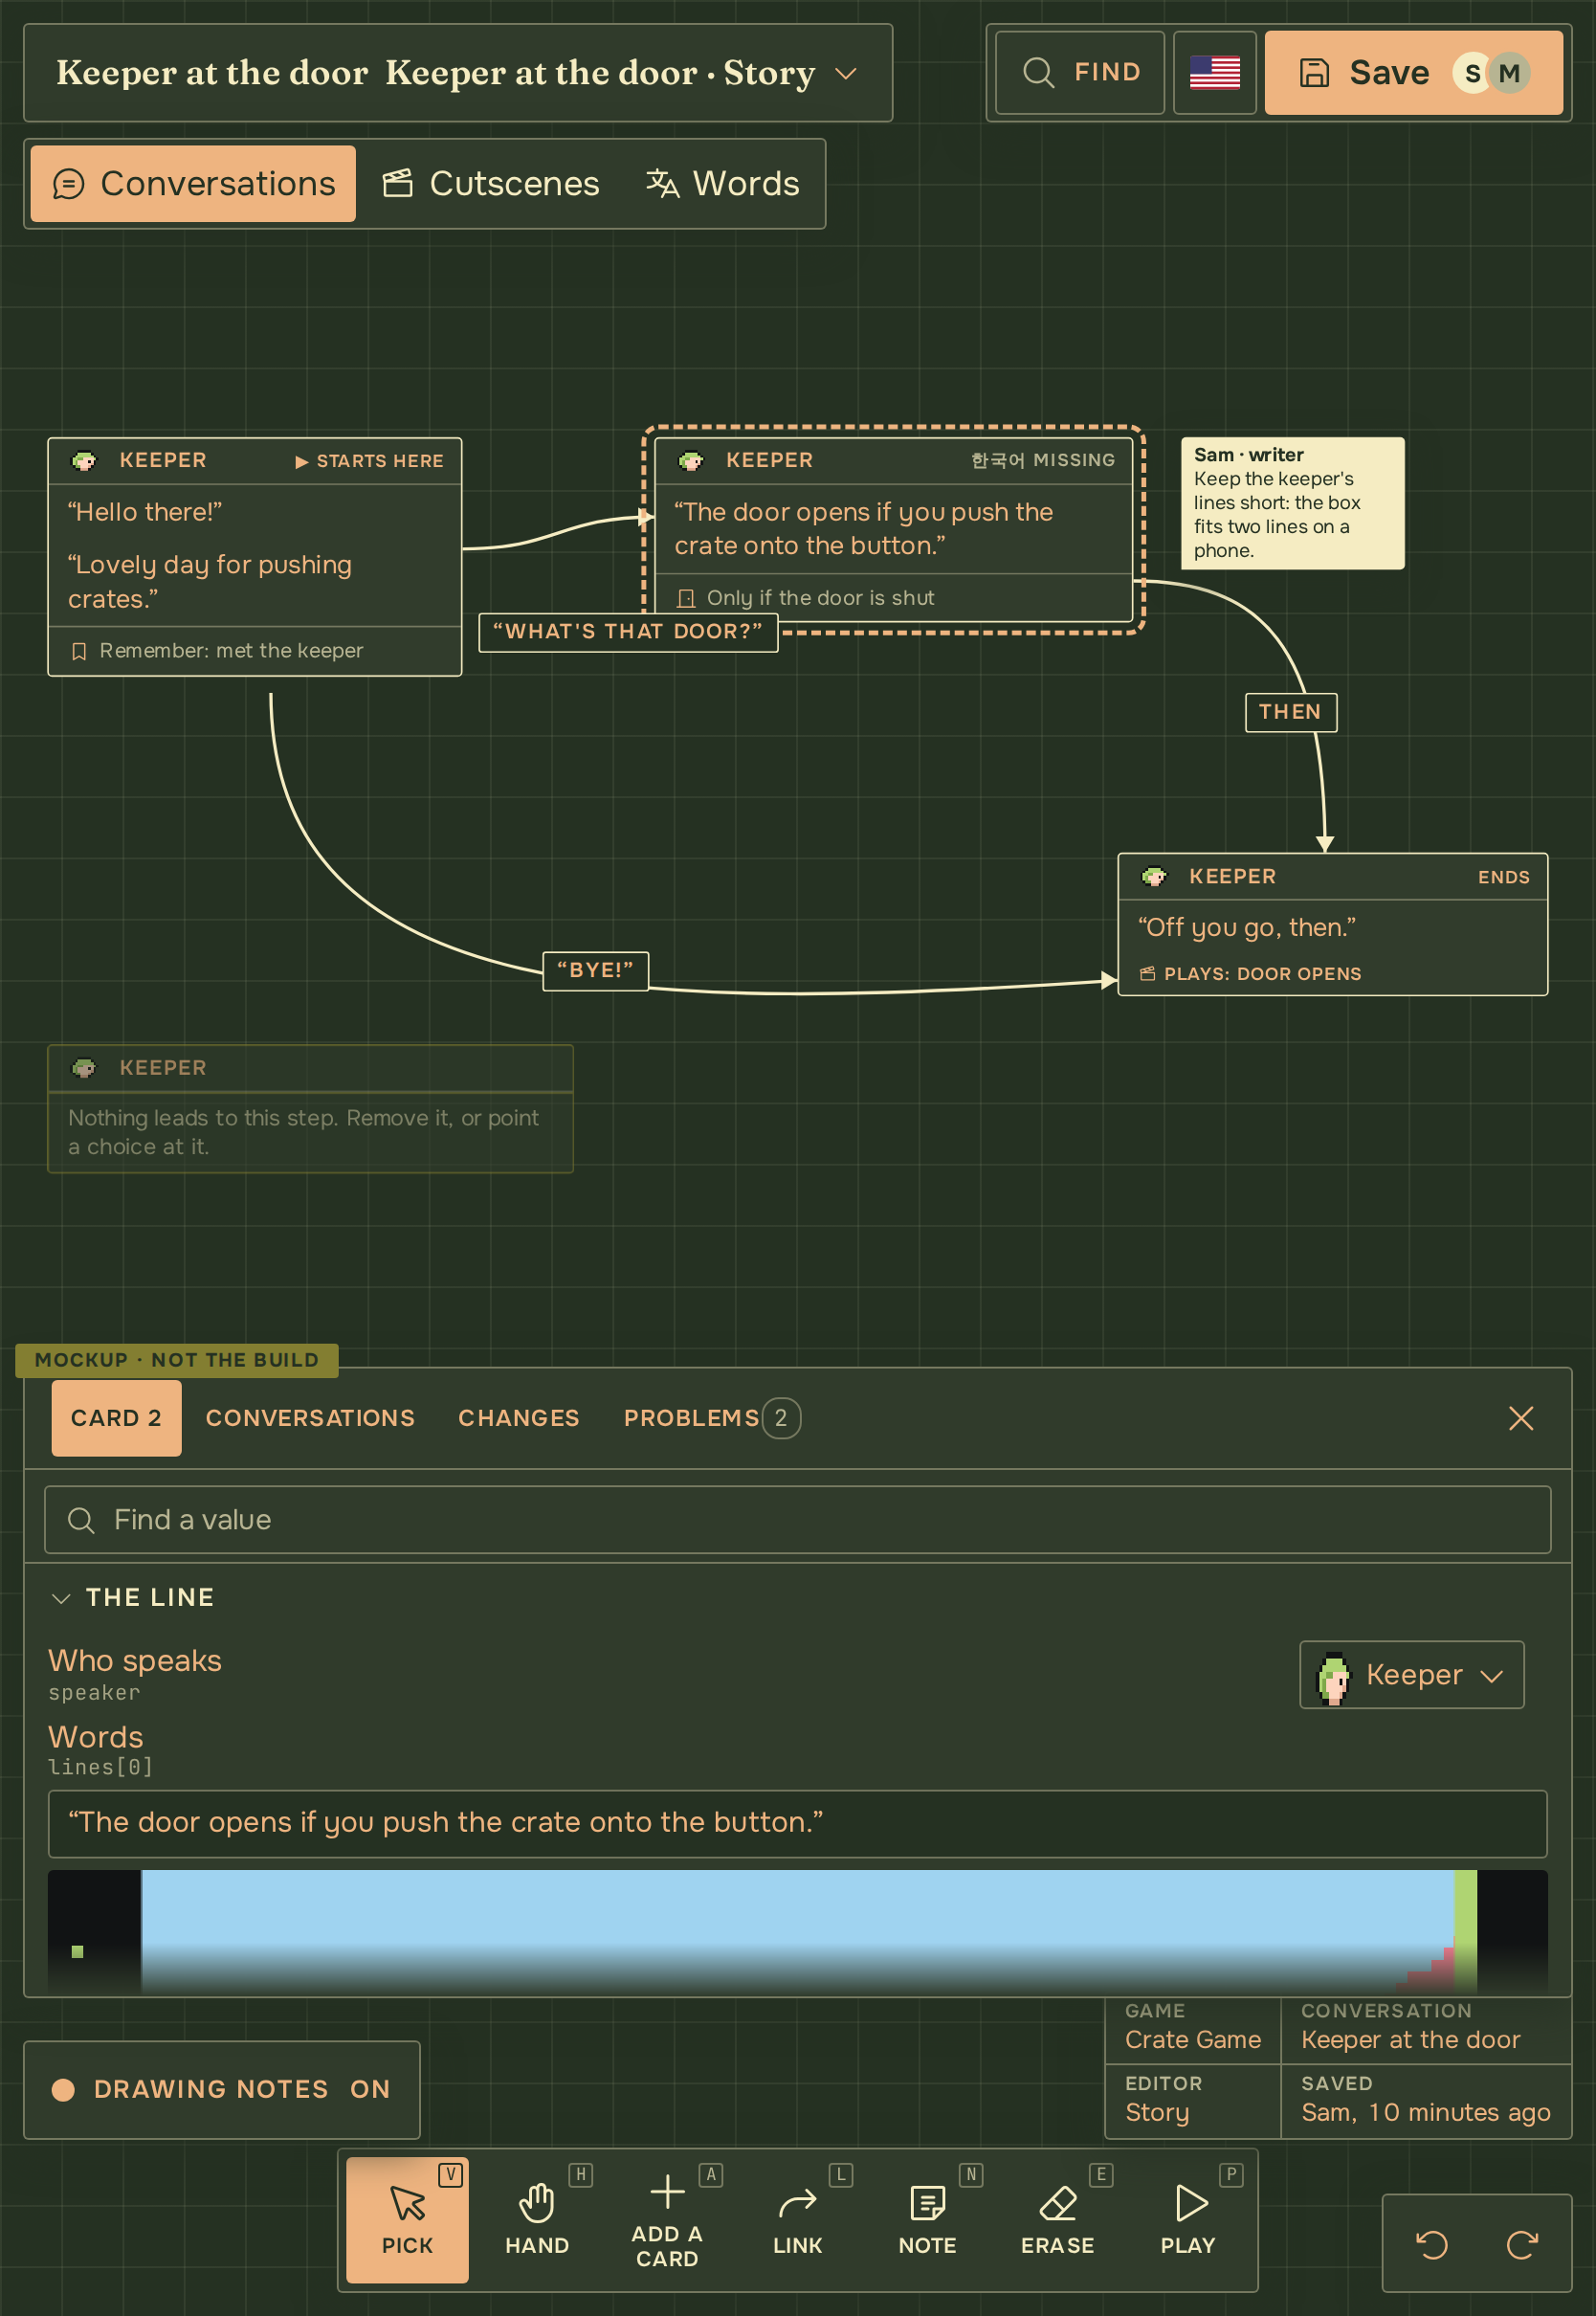 Keeper at the door Keeper at the door · Story
FIND
Save
S
M
Conversations
Cutscenes
Words
KEEPER
▶ STARTS HERE
“Hello there!”
“Lovely day for pushing
crates.”
Remember: met the keeper
KEEPER
한국어 MISSING
“The door opens if you push the
crate onto the button.”
Only if the door is shut
Sam · writer
Keep the keeper's
lines short: the box
fits two lines on a
phone.
“WHAT'S THAT DOOR?”
THEN
KEEPER
ENDS
“Off you go, then.”
PLAYS: DOOR OPENS
“BYE!”
KEEPER
Nothing leads to this step. Remove it, or point
a choice at it.
MOCKUP · NOT THE BUILD
CARD 2
CONVERSATIONS
CHANGES
PROBLEMS 2
Find a value
THE LINE
Who speaks
speaker
Keeper
Words
lines[0]
“The door opens if you push the crate onto the button.”
GAME
Crate Game
CONVERSATION
Keeper at the door
EDITOR
Story
SAVED
Sam, 10 minutes ago
DRAWING NOTES ON
V
PICK
H
HAND
A
ADD A
CARD
L
LINK
N
NOTE
E
ERASE
P
PLAY